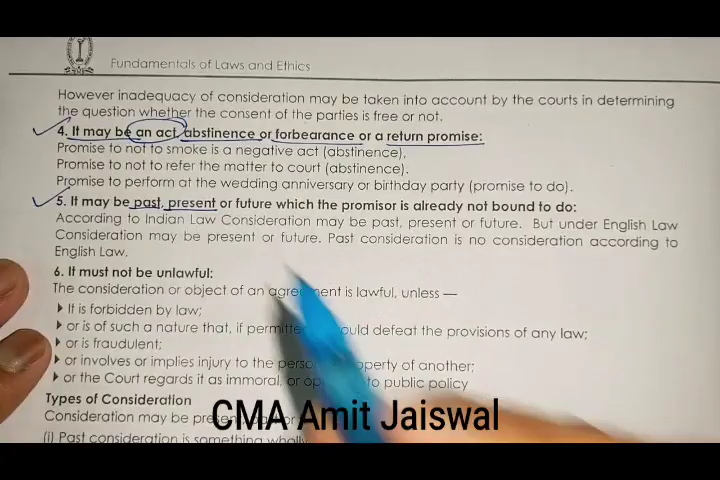 Fundamentals of Laws and Ethics
However inadequacy of consideration may be taken into account by the courts in determining
the question whether the consent of the parties is free or not.
4. It may be an act, abstinence or forbearance or a return promise:
Promise to not to smoke is a negative act (abstinence),
Promise to not to refer the matter to court (abstinence).
Promise to perform at the wedding anniversary or birthday party (promise to do).
5. It may be past, present or future which the promisor is already not bound to do:
According to Indian Law Consideration may be past, present or future. But under English Law
Consideration may be present or future. Past consideration is no consideration according to
English Law.
6. It must not be unlawful:
The consideration or object of an agreement is lawful, unless —
It is forbidden by law;
or is of such a nature that, if permitted would defeat the provisions of any law;
or is fraudulent;
or involves or implies injury to the person property of another;
or the Court regards it as immoral, or to public policy
Types of Consideration
Consideration may be present,
(i) Past consideration is something wholly
CMA Amit Jaiswal